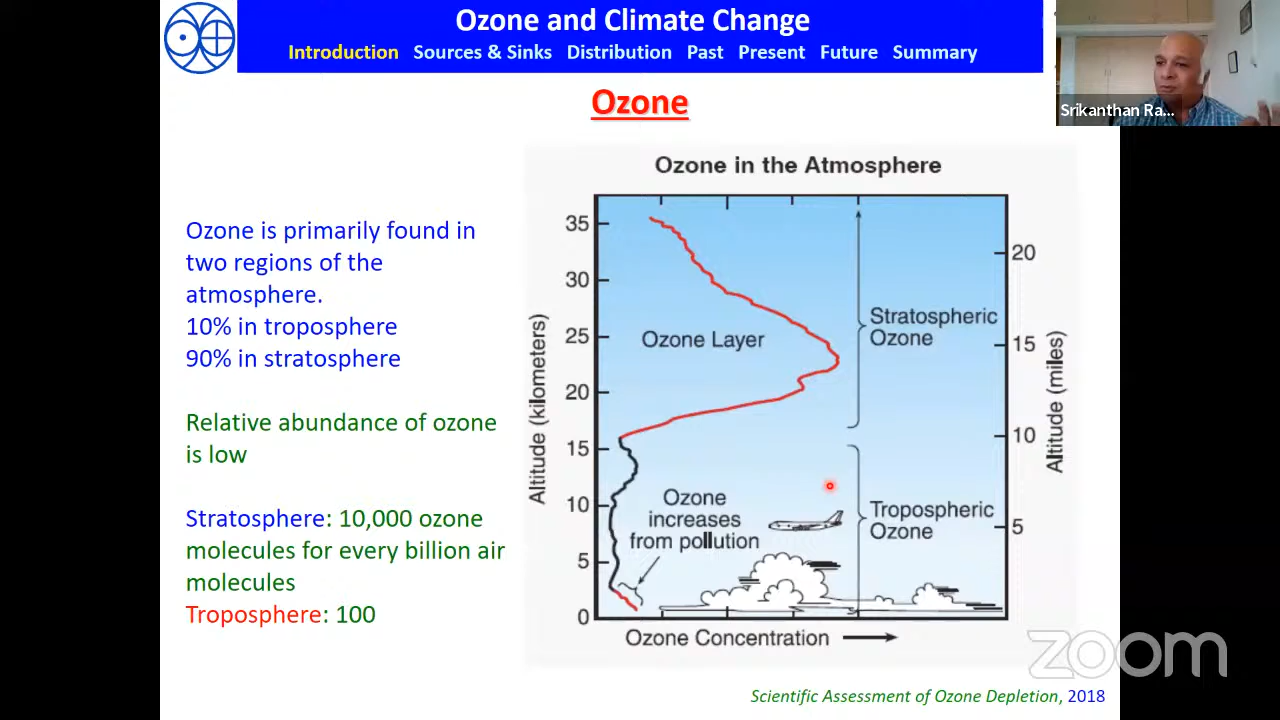 Ozone and Climate Change
Introduction Sources & Sinks Distribution Past Present Future Summary
Srikanthan Ra...
Ozone
Ozone is primarily found in
two regions of the
atmosphere.
10% in troposphere
90% in stratosphere
Relative abundance of ozone
is low
Stratosphere: 10,000 ozone
molecules for every billion air
molecules
Troposphere: 100
Ozone in the Atmosphere
Altitude (kilometers)
35
30
25
20
15
10
5
0
Ozone Layer
Stratospheric
Ozone
Ozone
increases
from pollution
Tropospheric
Ozone
20
15
10
5
Altitude (miles)
Ozone Concentration
zoom
Scientific Assessment of Ozone Depletion, 2018